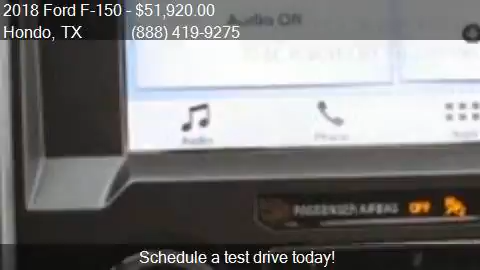 2018 Ford F-150 - $51,920.00
Hondo, TX (888) 419-9275
Audio Off
Audio
Phone
Apps
PASSENGER AIRBAG OFF
Schedule a test drive today!